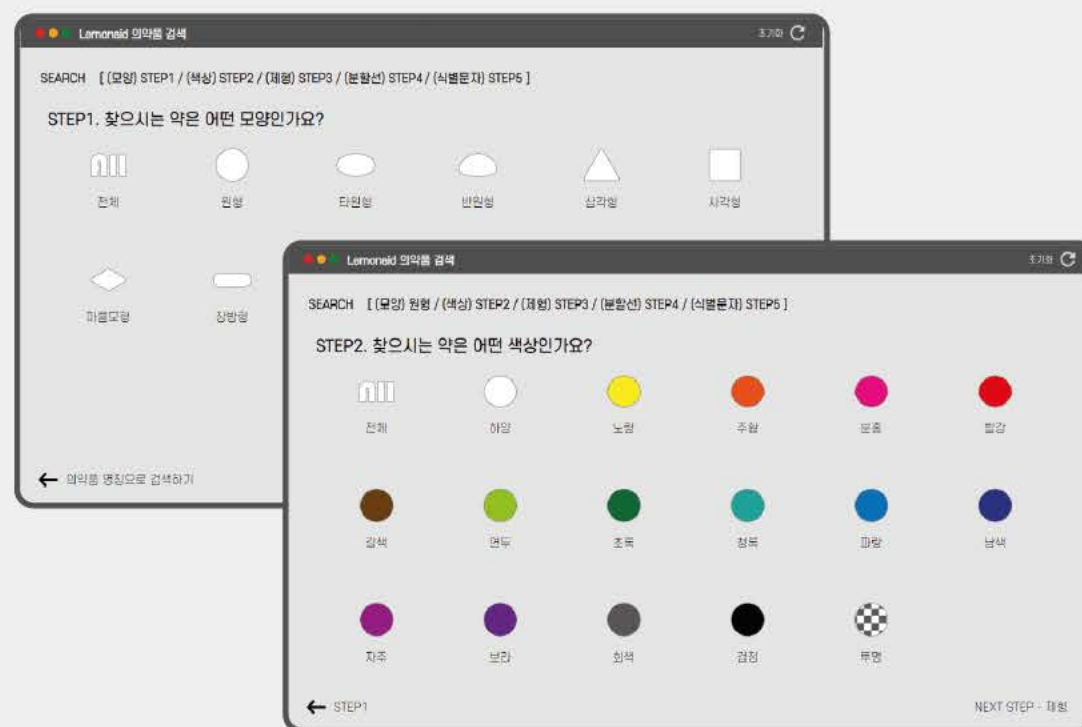 Lemonaid 의약품 검색
초기화
SEARCH [ (모양) STEP1 / (색상) STEP2 / (제형) STEP3 / (분할선) STEP4 / (식별문자) STEP5 ]
STEP1. 찾으시는 약은 어떤 모양인가요?
All
전체 원형 타원형 반원형 삼각형 사각형
마름모형 장방형
의약품 명칭으로 검색하기
Lemonaid 의약품 검색
초기화
SEARCH [ (모양) 원형 / (색상) STEP2 / (제형) STEP3 / (분할선) STEP4 / (식별문자) STEP5 ]
STEP2. 찾으시는 약은 어떤 색상인가요?
All
전체 하양 노랑 주황 분홍 빨강
갈색 연두 초록 청록 파랑 남색
자주 보라 회색 검정 투명
STEP1
NEXT STEP - 제형